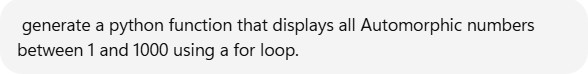 generate a python function that displays all Automorphic numbers
between 1 and 1000 using a for loop.